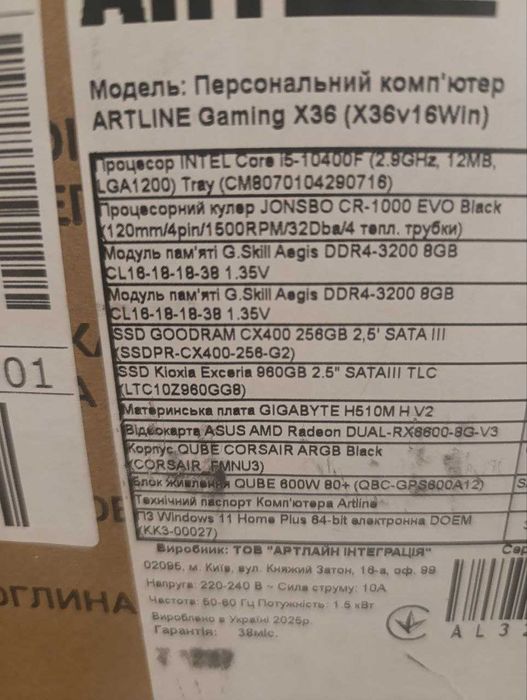 ARTLINE
Модель: Персональний комп'ютер
ARTLINE Gaming X36 (X36v16Win)
Процесор INTEL Core i5-10400F (2.9GHz, 12MB,
LGA1200) Tray (CM8070104290716)
Процесорний кулер JONSBO CR-1000 EVO Black
(120mm/4pin/1500RPM/32Dba/4 тепл. трубки)
Модуль пам'яті G.Skill Aegis DDR4-3200 8GB
CL16-18-18-38 1.35V
Модуль пам'яті G.Skill Aegis DDR4-3200 8GB
CL16-18-18-38 1.35V
SSD GOODRAM CX400 256GB 2,5' SATA III
(SSDPR-CX400-256-G2)
SSD Kioxia Exceria 960GB 2.5" SATAIII TLC
(LTC10Z960GG8)
Материнська плата GIGABYTE H510M H V2
Відеокарта ASUS AMD Radeon DUAL-RX6600-8G-V3
Корпус QUBE CORSAIR ARGB Black
(CORSAIR_FMNU3)
Блок живлення QUBE 600W 80+ (QBC-GPS600A12)
Технічний паспорт Комп'ютера Artline
ПЗ Windows 11 Home Plus 64-bit електронна DOEM
(KK3-00027)
Виробник: ТОВ "АРТЛАЙН ІНТЕГРАЦІЯ"
02095, м. Київ, вул. Княжий Затон, 16-а, оф. 99
Напруга: 220-240 В ~ Сила струму: 10А
Частота: 50-60 Гц Потужність: 1.5 кВт
Вироблено в Україні 2025р.
Гарантія: 36міс.
01
ОГЛИНА
Сер
AL32